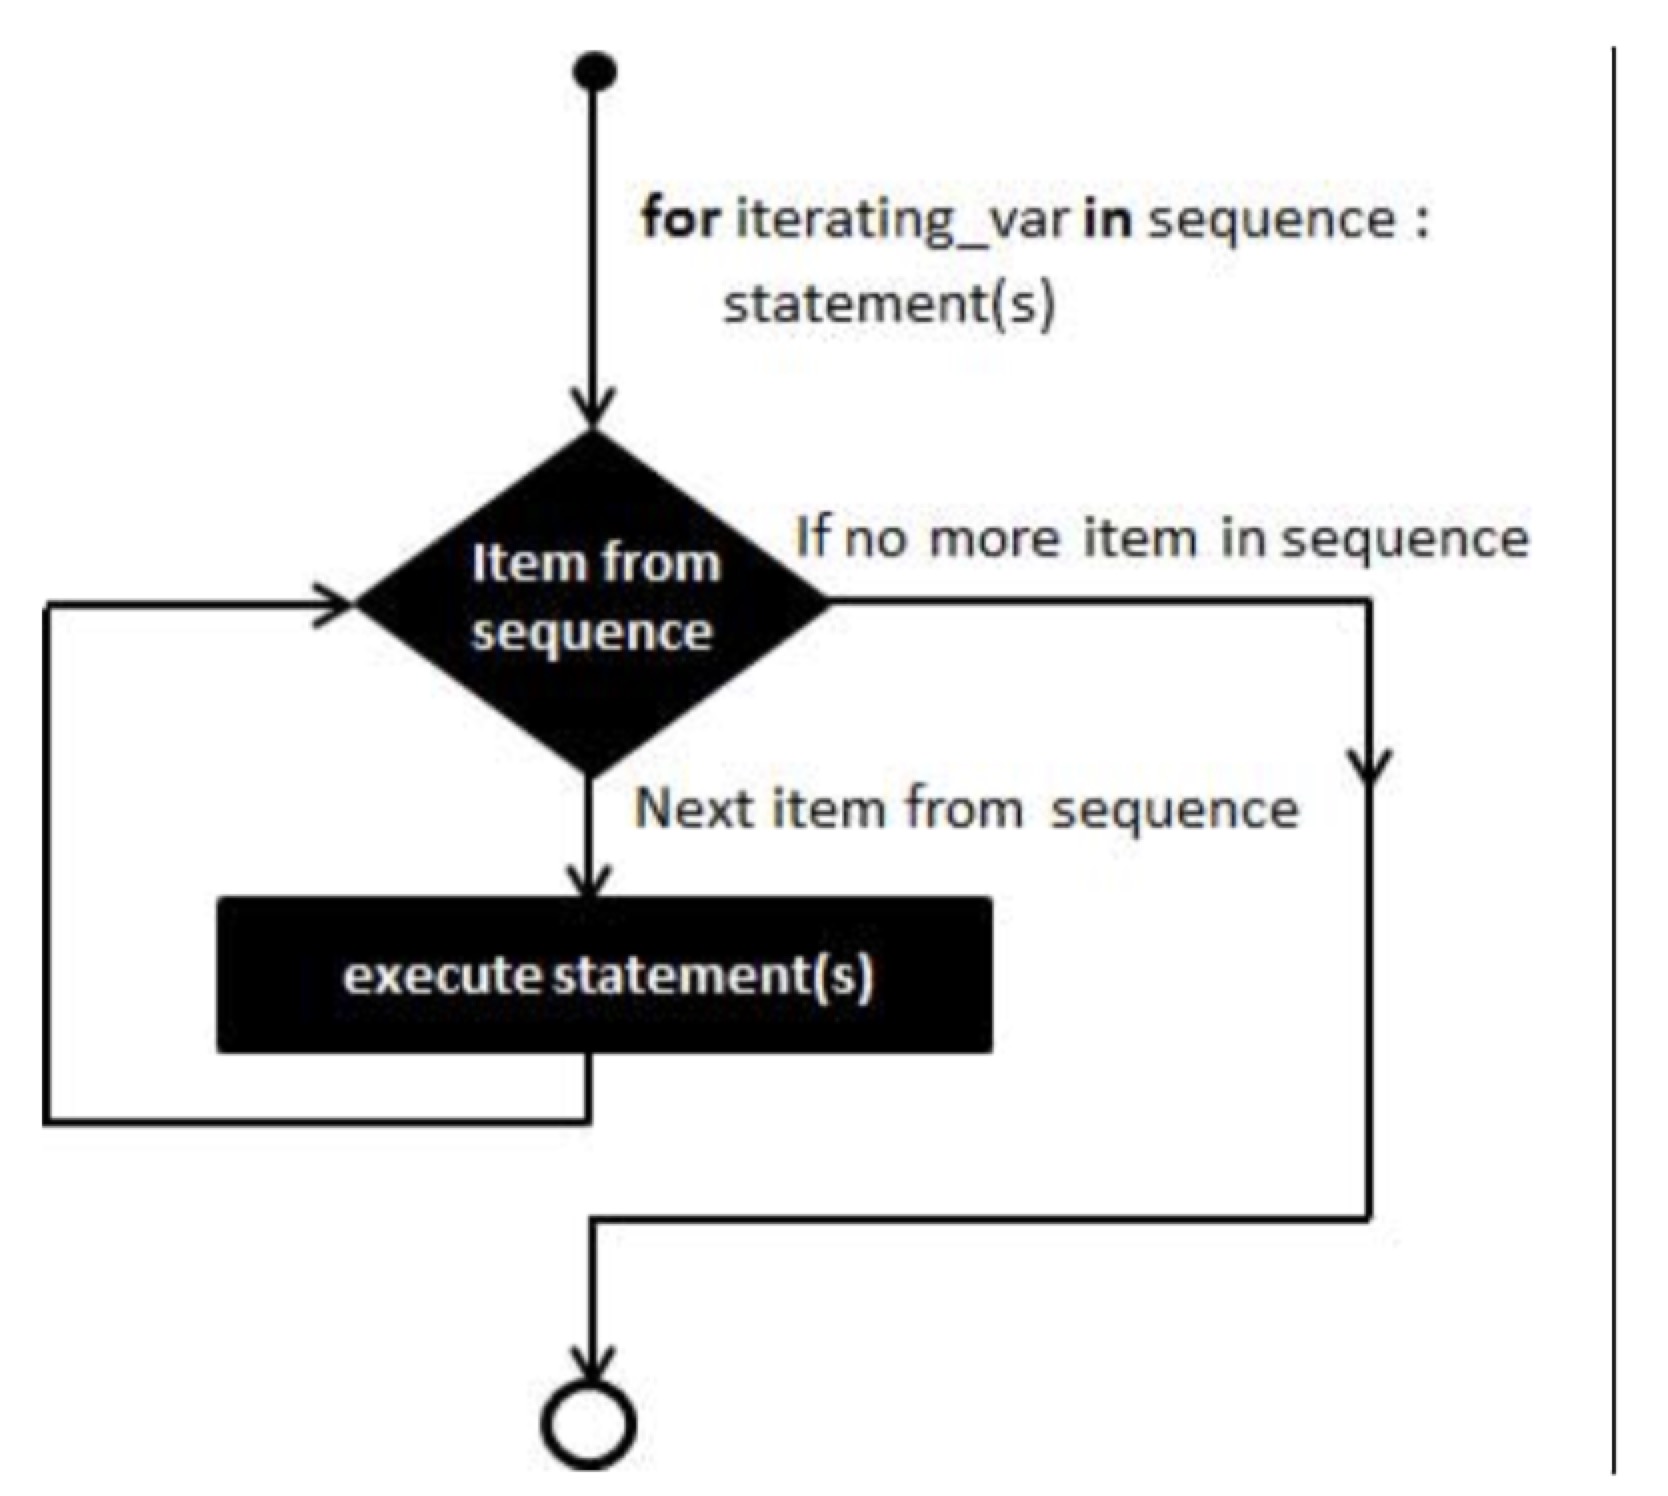 for iterating_var in sequence :
statement(s)
If no more item in sequence
Item from
sequence
Next item from sequence
execute statement(s)